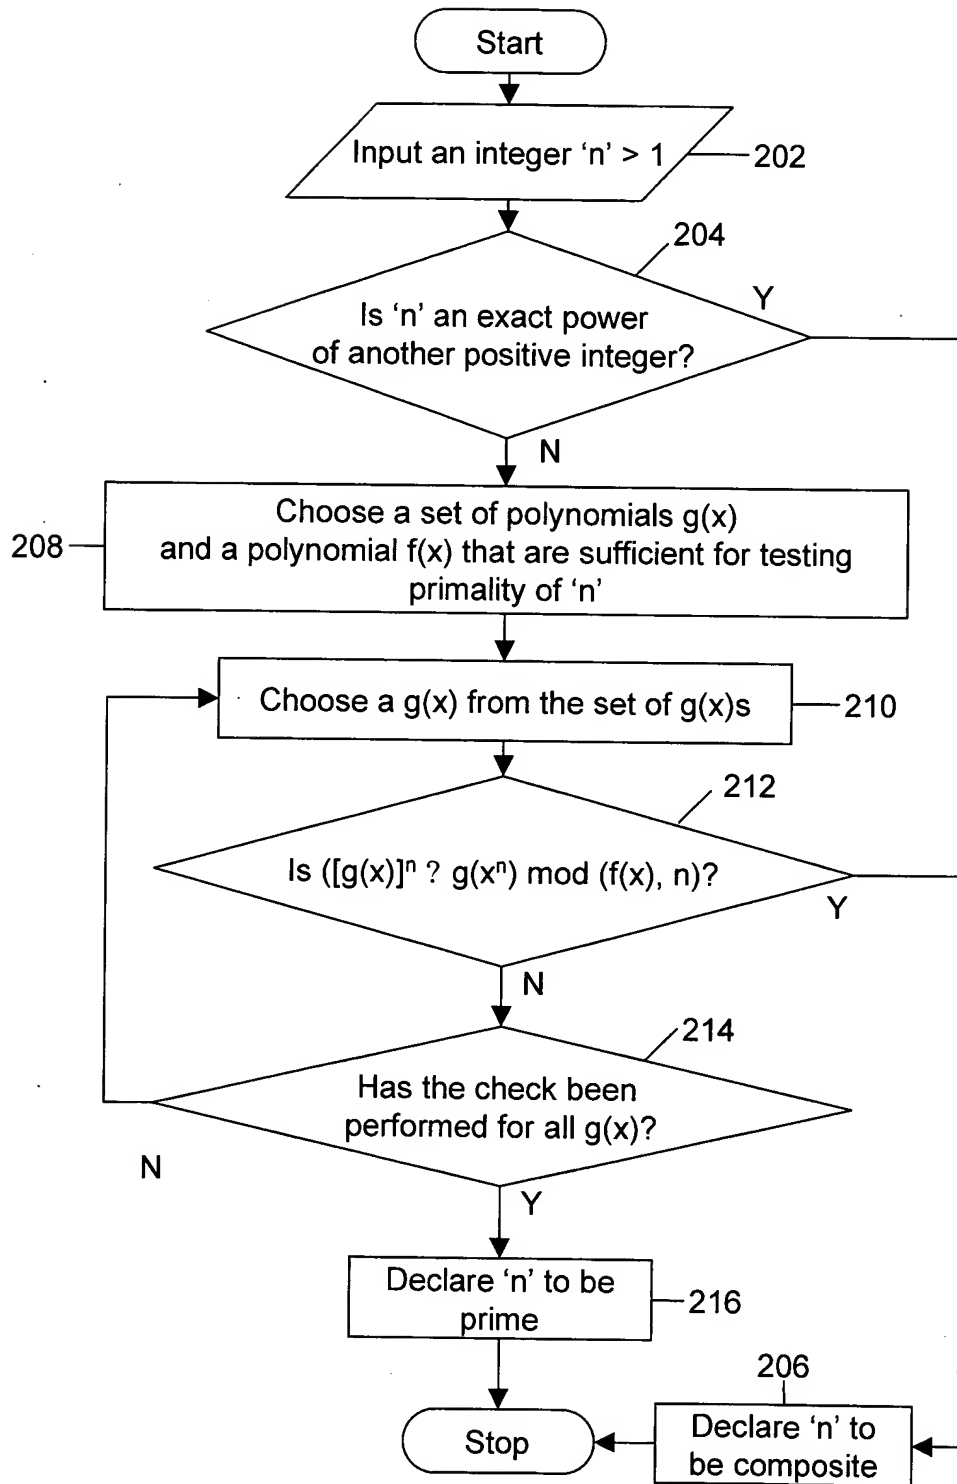 Start
Input an integer ‘n’ > 1
202
204
Y
Is ‘n’ an exact power
of another positive integer?
N
208
Choose a set of polynomials g(x)
and a polynomial f(x) that are sufficient for testing
primality of ‘n’
Choose a g(x) from the set of g(x)s
210
212
Is ([g(x)]ⁿ ? g(xⁿ) mod (f(x), n)?
Y
N
214
Has the check been
performed for all g(x)?
N
Y
Declare ‘n’ to be
prime
216
206
Stop
Declare ‘n’ to
be composite